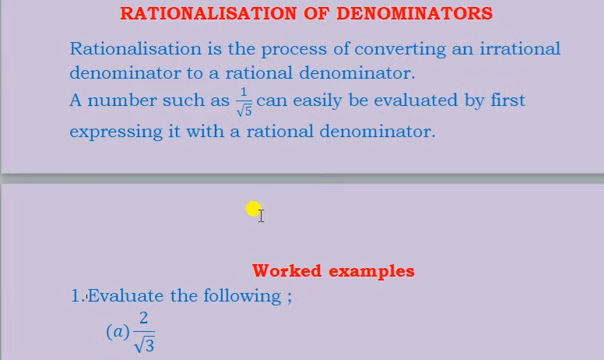 RATIONALISATION OF DENOMINATORS
Rationalisation is the process of converting an irrational
denominator to a rational denominator.
A number such as 1/√5 can easily be evaluated by first
expressing it with a rational denominator.
Worked examples
1.Evaluate the following ;
(a) 2/√3